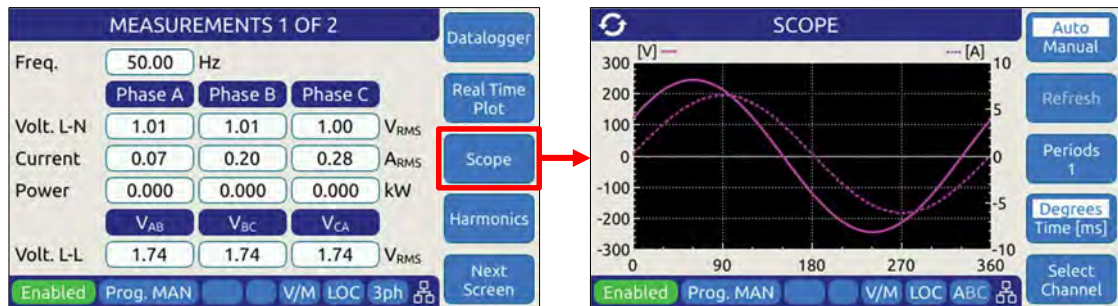 MEASUREMENTS 1 OF 2
Datalogger
Freq. 50.00 Hz
Phase A Phase B Phase C
Real Time
Plot
Volt. L-N 1.01 1.01 1.00 VRMS
Current 0.07 0.20 0.28 ARMS
Scope
Power 0.000 0.000 0.000 kW
VAB VBC VCA
Harmonics
Volt. L-L 1.74 1.74 1.74 VRMS
Next
Screen
Enabled Prog. MAN V/M LOC 3ph
SCOPE
Auto
Manual
[V] [A]
300 10
200
Refresh
5
100
Periods
1
0 0
-100
-5
-200
Degrees
Time [ms]
-300 -10
0 90 180 270 360
Select
Channel
Enabled Prog. MAN V/M LOC ABC